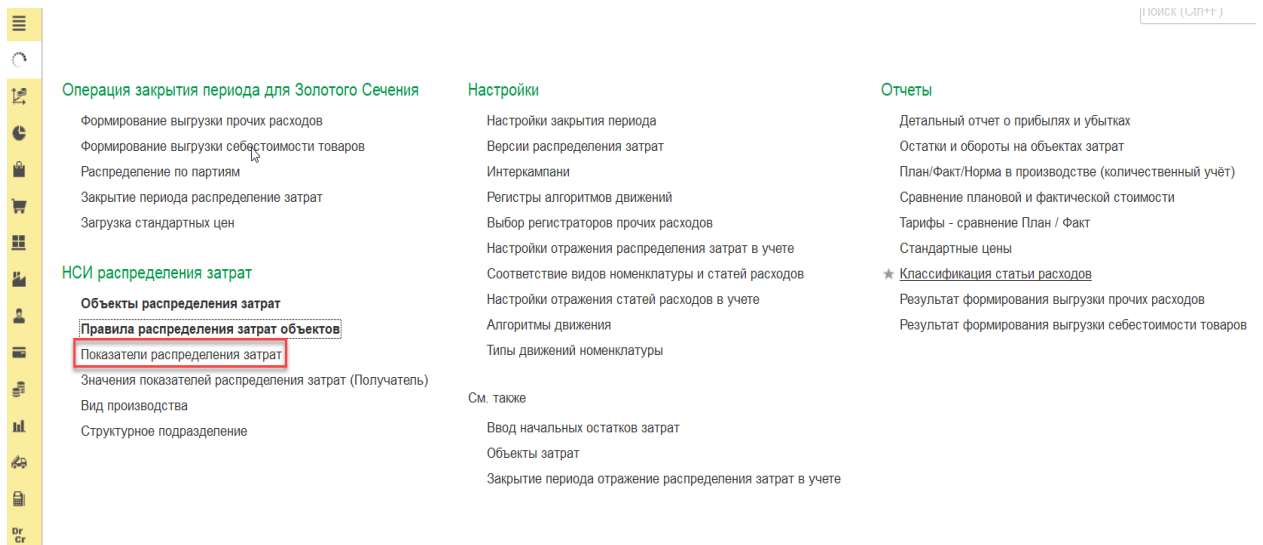 Поиск (Ctrl+F)
Операция закрытия периода для Золотого Сечения
Формирование выгрузки прочих расходов
Формирование выгрузки себестоимости товаров
Распределение по партиям
Закрытие периода распределение затрат
Загрузка стандартных цен
НСИ распределения затрат
Объекты распределения затрат
Правила распределения затрат объектов
Показатели распределения затрат
Значения показателей распределения затрат (Получатель)
Вид производства
Структурное подразделение
Настройки
Настройки закрытия периода
Версии распределения затрат
Интеркампани
Регистры алгоритмов движений
Выбор регистраторов прочих расходов
Настройки отражения распределения затрат в учете
Соответствие видов номенклатуры и статей расходов
Настройки отражения статей расходов в учете
Алгоритмы движения
Типы движений номенклатуры
См. также
Ввод начальных остатков затрат
Объекты затрат
Закрытие периода отражение распределения затрат в учете
Отчеты
Детальный отчет о прибылях и убытках
Остатки и обороты на объектах затрат
План/Факт/Норма в производстве (количественный учёт)
Сравнение плановой и фактической стоимости
Тарифы - сравнение План / Факт
Стандартные цены
Классификация статьи расходов
Результат формирования выгрузки прочих расходов
Результат формирования выгрузки себестоимости товаров
Dr
Cr